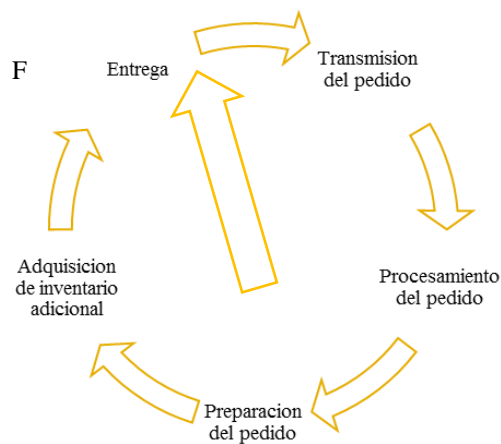 F
Entrega
Transmision
del pedido
Procesamiento
del pedido
Preparacion
del pedido
Adquisicion
de inventario
adicional